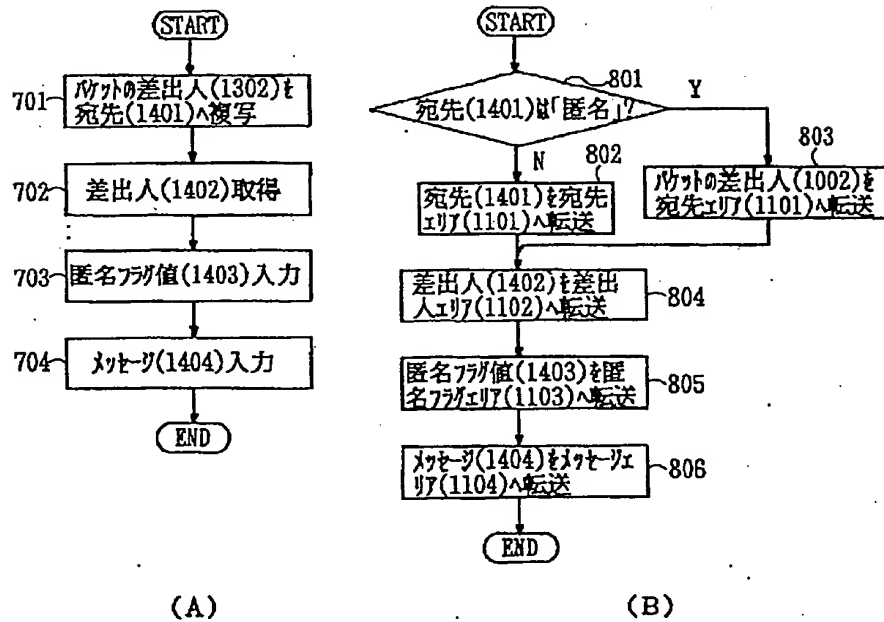 START
701
パケットの差出人(1302)を
宛先(1401)へ複写
702
差出人(1402)取得
703
匿名フラグ値(1403)入力
704
メッセージ(1404)入力
END
(A)
START
801
宛先(1401)は「匿名」?
Y
N
802
宛先(1401)を宛先
エリア(1101)へ転送
803
パケットの差出人(1002)を
宛先エリア(1101)へ転送
差出人(1402)を差出
人エリア(1102)へ転送
804
匿名フラグ値(1403)を匿
名フラグエリア(1103)へ転送
805
メッセージ(1404)をメッセージエ
リア(1104)へ転送
806
END
(B)